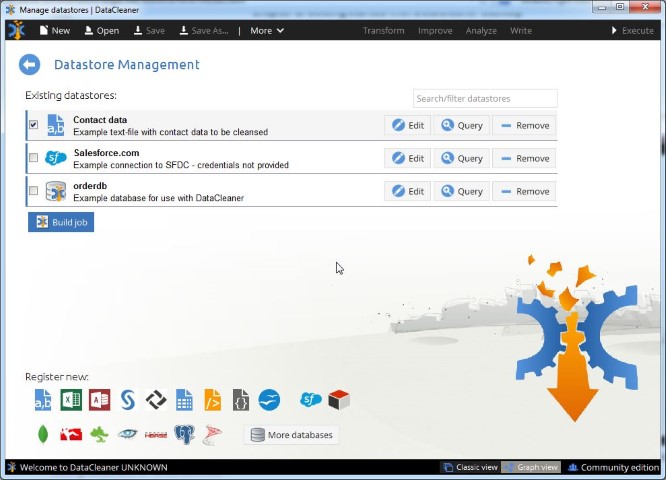 Manage datastores | DataCleaner
New Open Save Save As... | More Transform Improve Analyze Write Execute
Datastore Management
Existing datastores:
Search/filter datastores
Contact data
Example text-file with contact data to be cleansed
Edit Query Remove
Salesforce.com
Example connection to SFDC - credentials not provided
Edit Query Remove
orderdb
Example database for use with DataCleaner
Edit Query Remove
Build job
Register new:
More databases
Welcome to DataCleaner UNKNOWN
Classic view Graph view Community edition